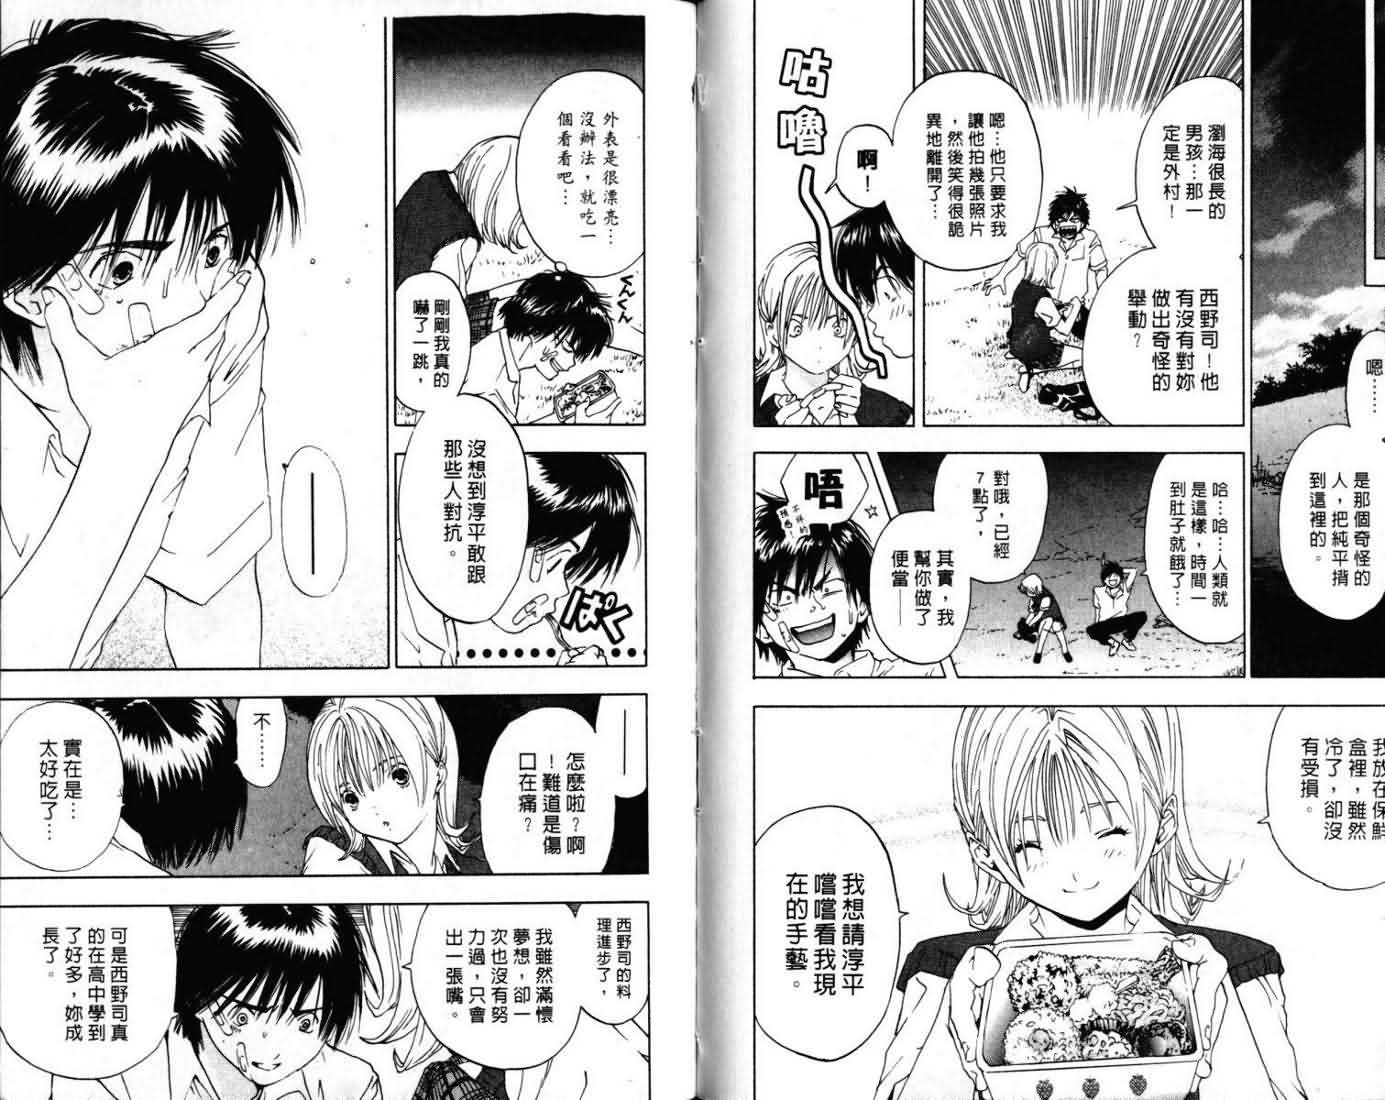 嗯……
是那個奇怪的
人，把純平揹
到這裡的。
瀏海很長的
男孩…那一
定是外村！
西野司！他
有沒有對妳
做出奇怪的
舉動？
嗯…他只要求我
讓他拍幾張照片
，然後笑得很詭
異地離開了…
啊！
咕嚕
哈…哈…人類就
是這樣，時間一
到肚子就餓了…
對哦，已經
7點了，
其實，我
幫你做了
便當——
唔
不祥的
預感
我放在保鮮
盒裡，雖然
冷了，卻沒
有受損。
我想請淳平
嚐嚐看我現
在的手藝。
外表是很漂亮…
沒辦法，就吃一
個看看吧…
くんくん
剛剛我真的
嚇了一跳，
沒想到淳平敢跟
那些人對抗。
ぱく
——
——
怎麼啦？啊
！難道是傷
口在痛？
不……
實在是…
太好吃了…
西野司的料
理進步了，
我雖然滿懷
夢想，卻一
次也沒有努
力過，只會
出一張嘴。
可是西野司真
的在高中學到
了好多，妳成
長了。